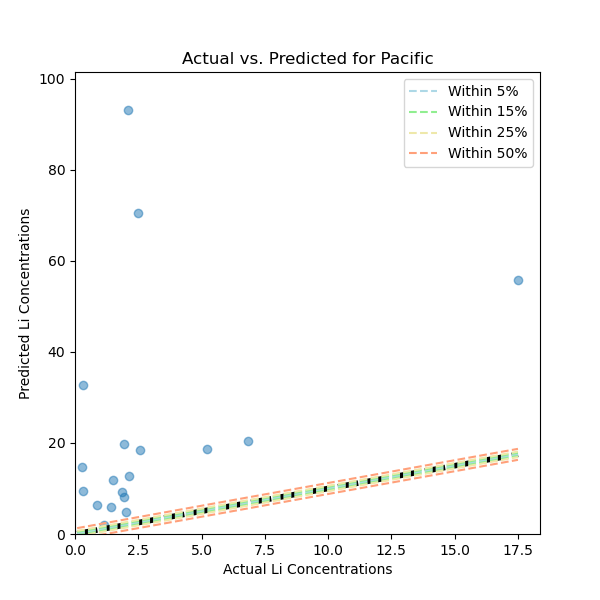 Actual vs. Predicted for Pacific
Within 5%
Within 15%
Within 25%
Within 50%
Predicted Li Concentrations
100
80
60
40
20
0
0.0 2.5 5.0 7.5 10.0 12.5 15.0 17.5
Actual Li Concentrations